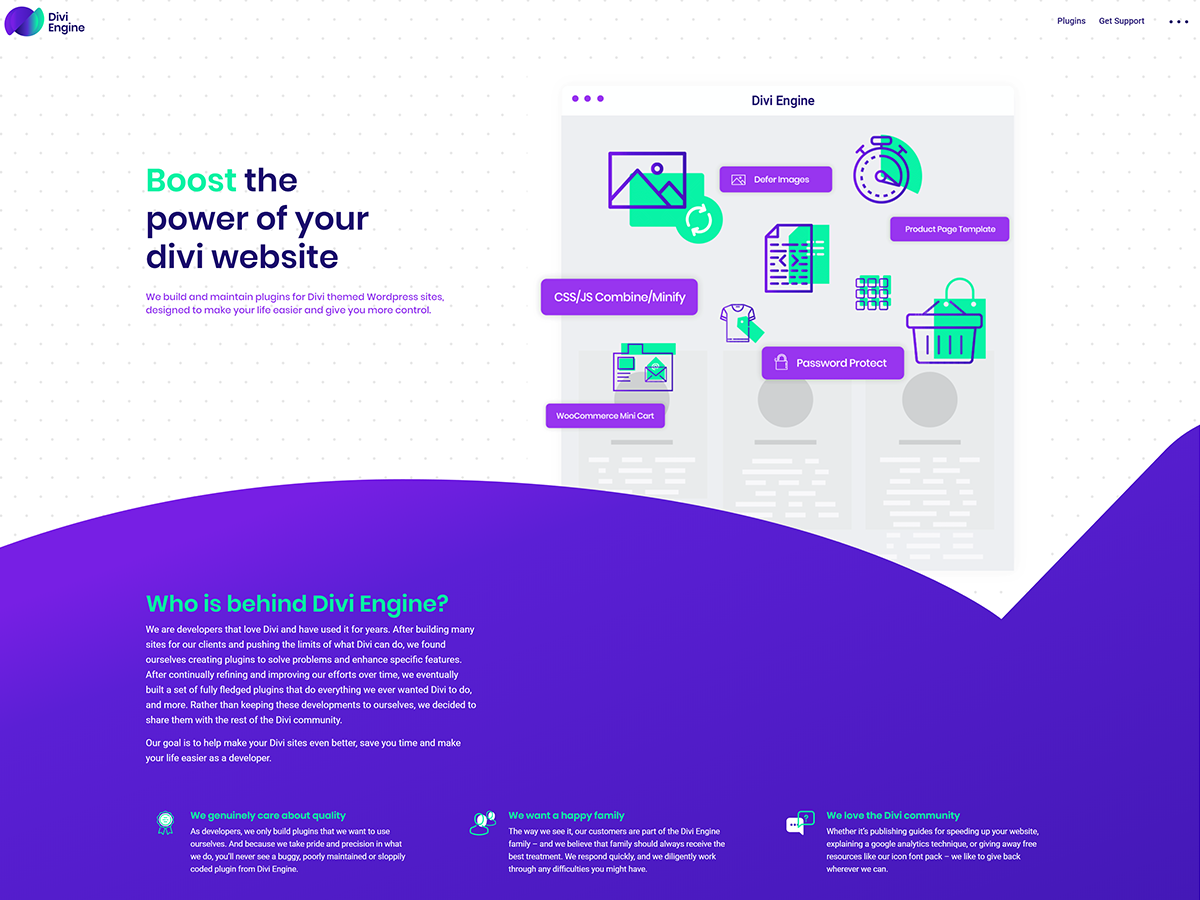 Divi
Engine
Plugins
Get Support
Divi Engine
Boost the
power of your
divi website
We build and maintain plugins for Divi themed Wordpress sites,
designed to make your life easier and give you more control.
Defer Images
Product Page Template
CSS/JS Combine/Minify
Password Protect
WooCommerce Mini Cart
Who is behind Divi Engine?
We are developers that love Divi and have used it for years. After building many
sites for our clients and pushing the limits of what Divi can do, we found
ourselves creating plugins to solve problems and enhance specific features.
After continually refining and improving our efforts over time, we eventually
built a set of fully fledged plugins that do everything we ever wanted Divi to do,
and more. Rather than keeping these developments to ourselves, we decided to
share them with the rest of the Divi community.
Our goal is to help make your Divi sites even better, save you time and make
your life easier as a developer.
We genuinely care about quality
As developers, we only build plugins that we want to use
ourselves. And because we take pride and precision in what
we do, you'll never see a buggy, poorly maintained or sloppily
coded plugin from Divi Engine.
We want a happy family
The way we see it, our customers are part of the Divi Engine
family – and we believe that family should always receive the
best treatment. We respond quickly, and we diligently work
through any difficulties you might have.
We love the Divi community
Whether it's publishing guides for speeding up your website,
explaining a google analytics technique, or giving away free
resources like our icon font pack – we like to give back
wherever we can.